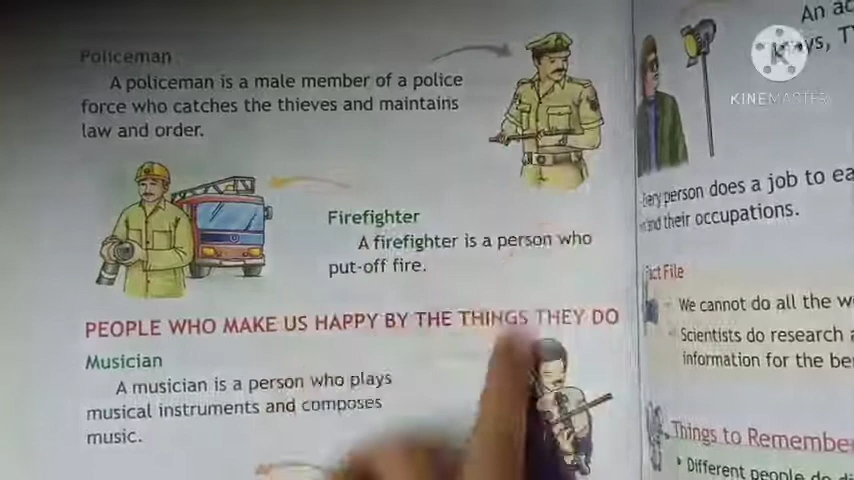 Policeman
A policeman is a male member of a police
force who catches the thieves and maintains
law and order.
Firefighter
A firefighter is a person who
put-off fire.
PEOPLE WHO MAKE US HAPPY BY THE THINGS THEY DO
Musician
A musician is a person who plays
musical instruments and composes
music.
An
KINEMASTER
person does a job to
their occupations.
File
We cannot do all the
Scientists do research
information for the
Things to Remember
• Different people do